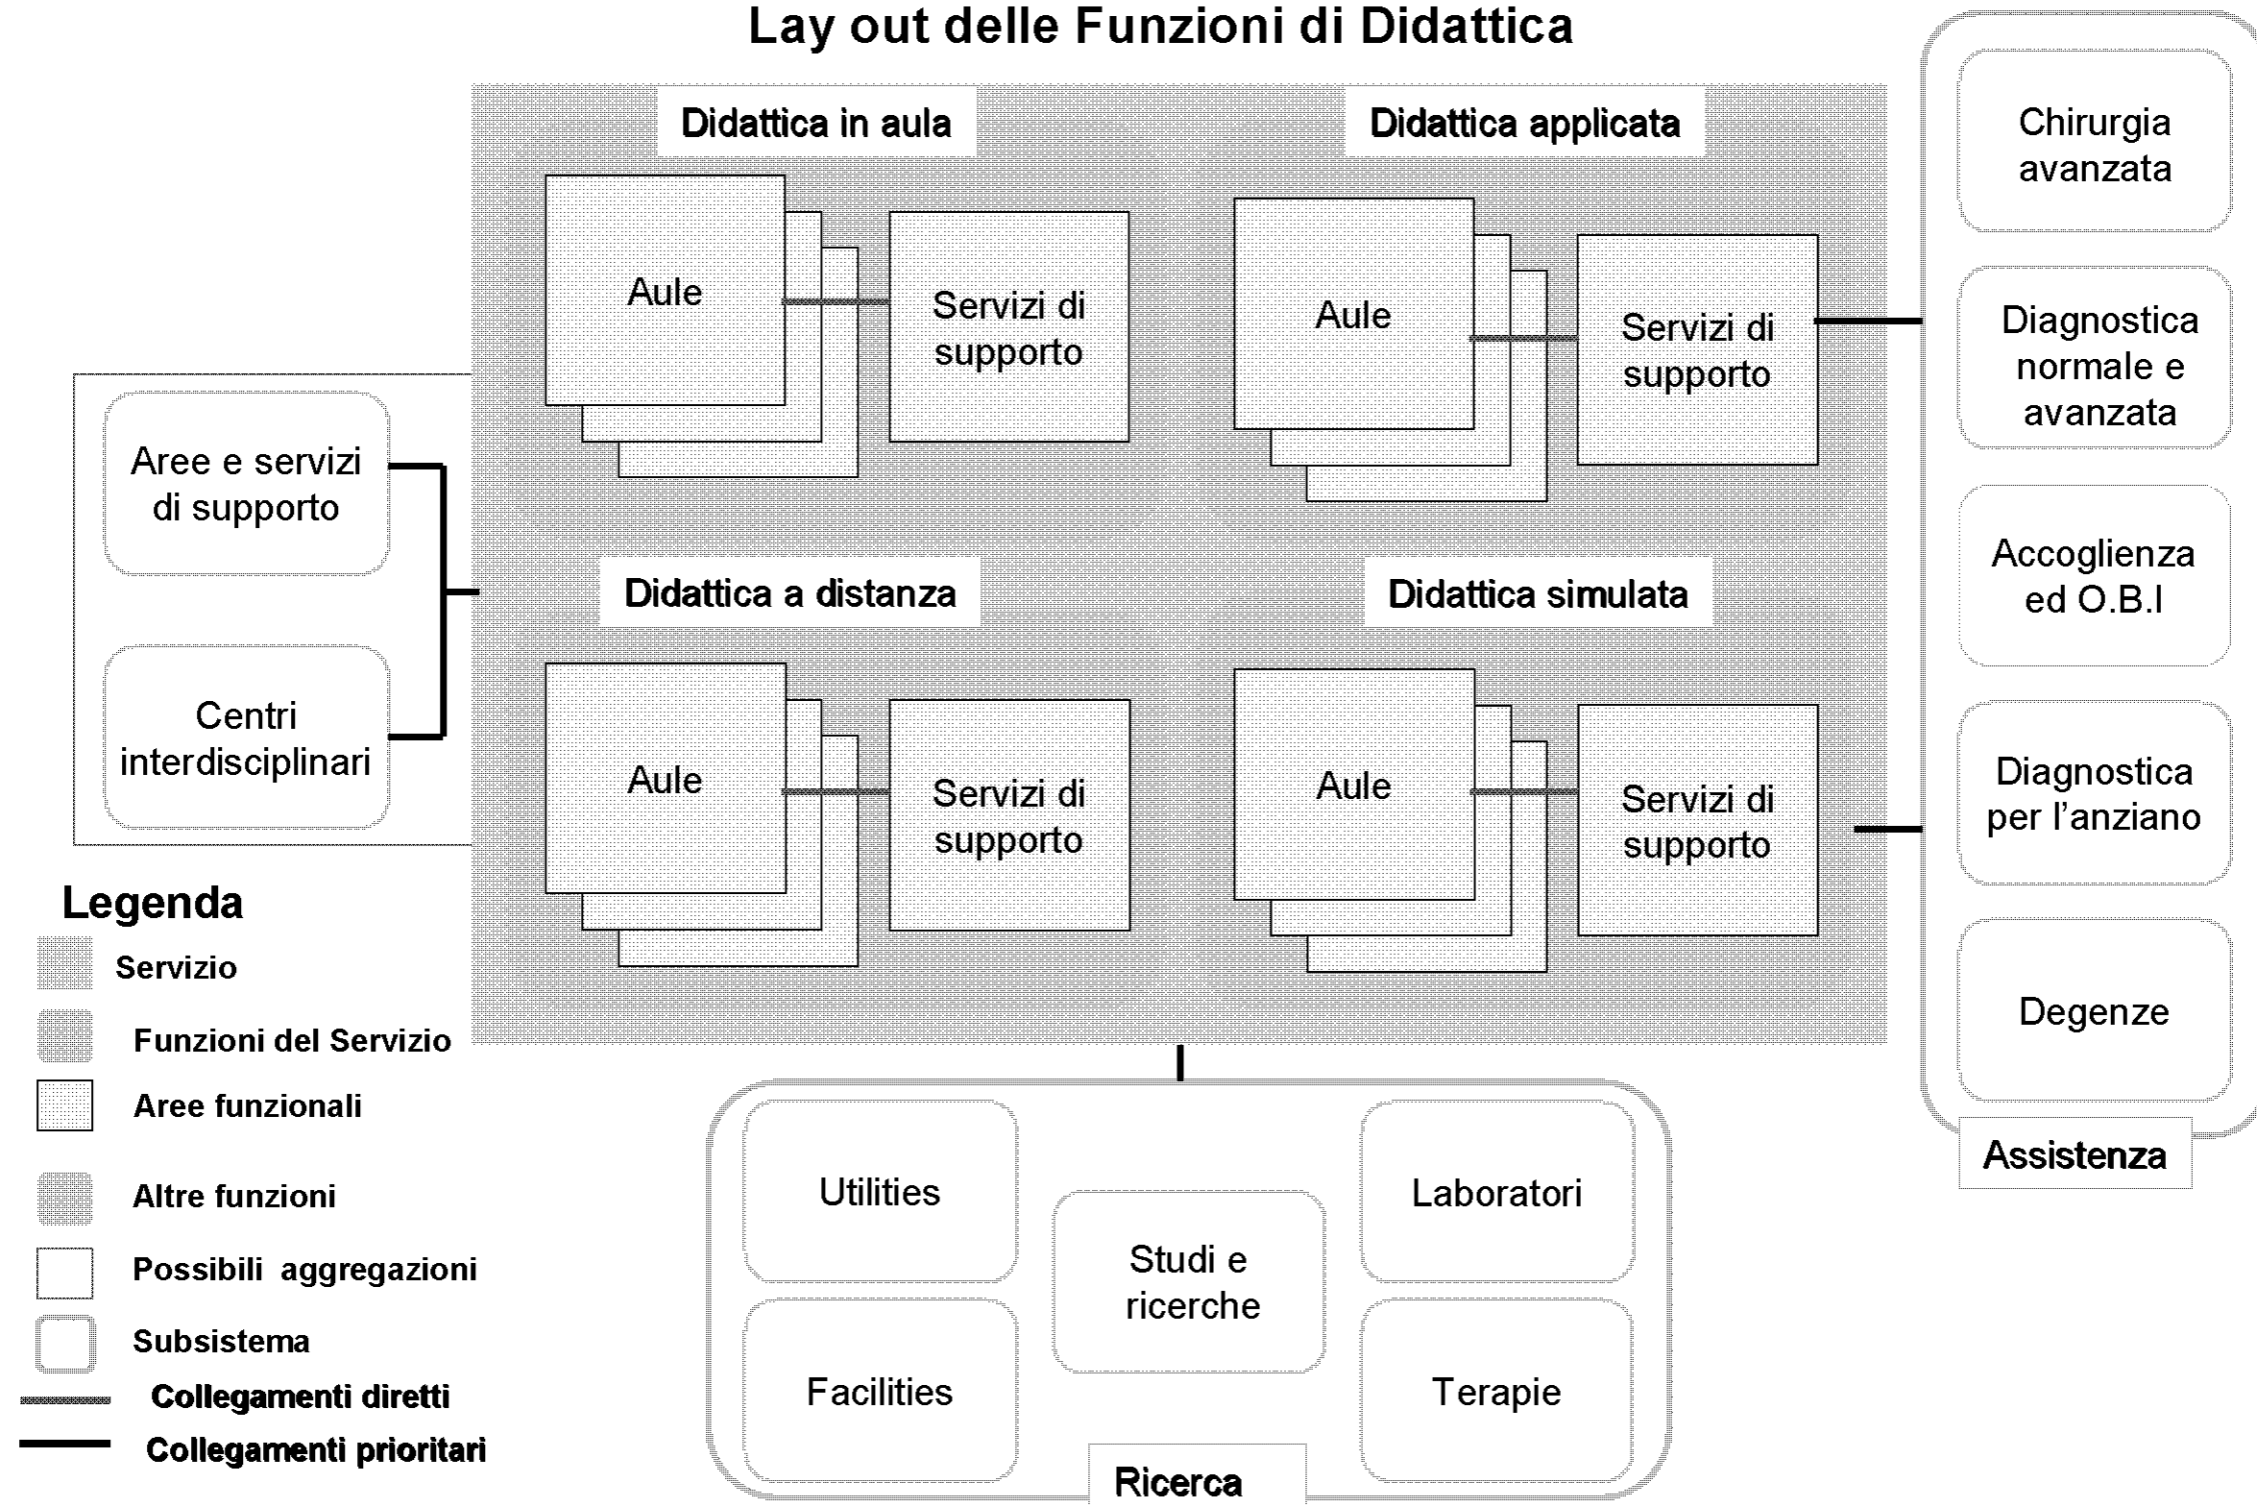 Lay out delle Funzioni di Didattica
Didattica in aula
Aule
Servizi di
supporto
Didattica applicata
Aule
Servizi di
supporto
Didattica a distanza
Aule
Servizi di
supporto
Didattica simulata
Aule
Servizi di
supporto
Aree e servizi
di supporto
Centri
interdisciplinari
Chirurgia
avanzata
Diagnostica
normale e
avanzata
Accoglienza
ed O.B.I
Diagnostica
per l'anziano
Degenze
Assistenza
Utilities
Laboratori
Studi e
ricerche
Facilities
Terapie
Ricerca
Legenda
Servizio
Funzioni del Servizio
Aree funzionali
Altre funzioni
Possibili aggregazioni
Subsistema
Collegamenti diretti
Collegamenti prioritari